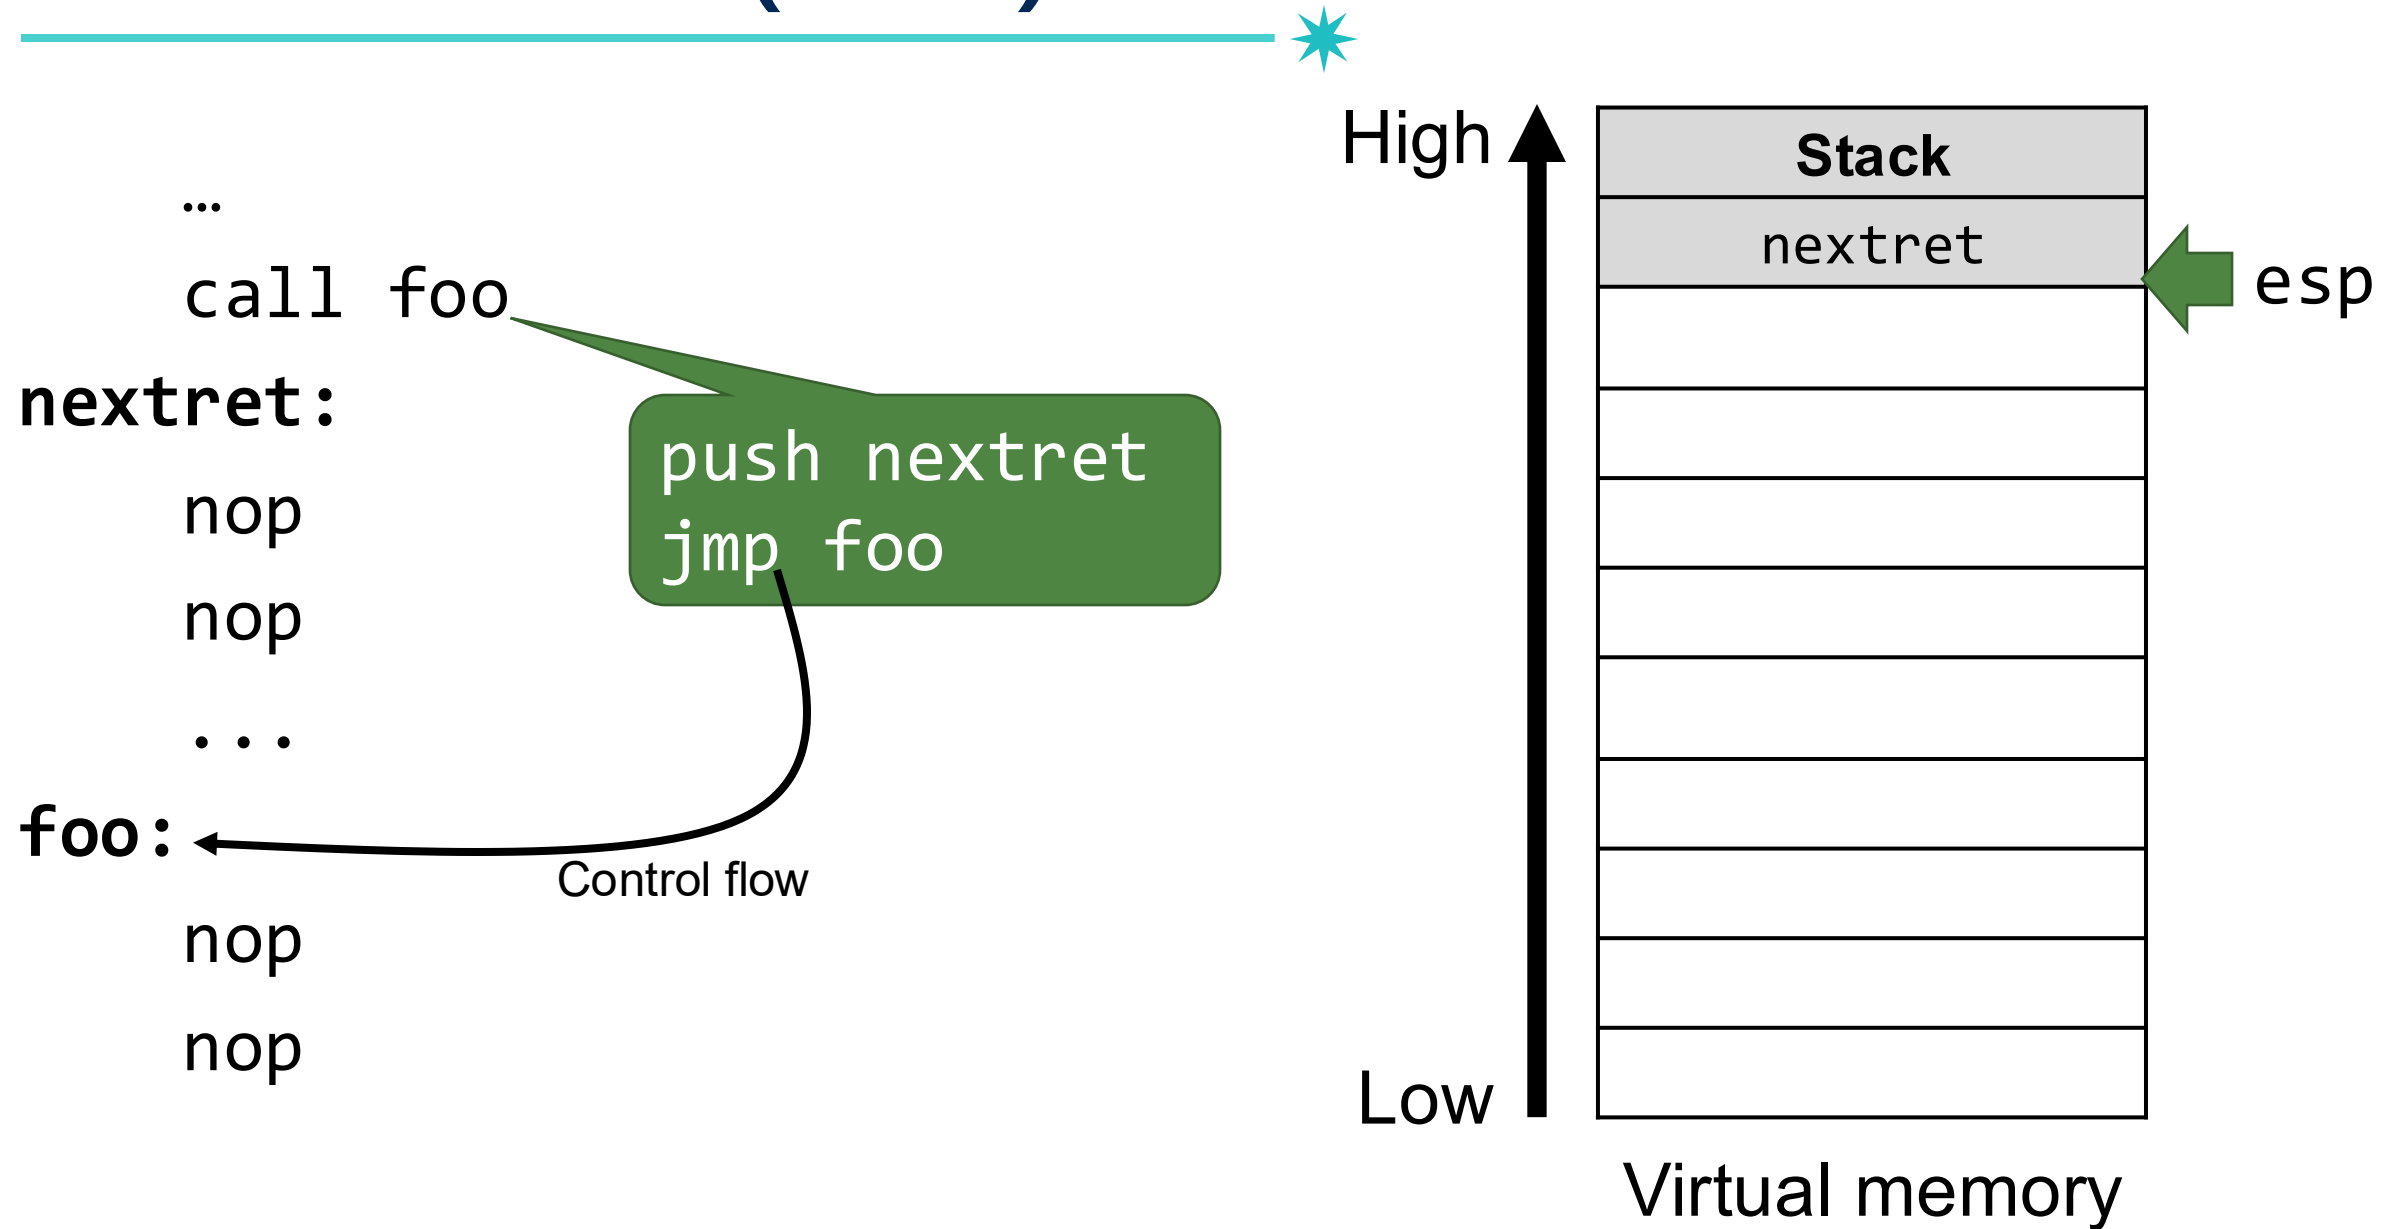 …
call foo
nextret:
nop
nop
...
foo:
nop
nop
push nextret
jmp foo
Control flow
High
Low
Stack
nextret
esp
Virtual memory